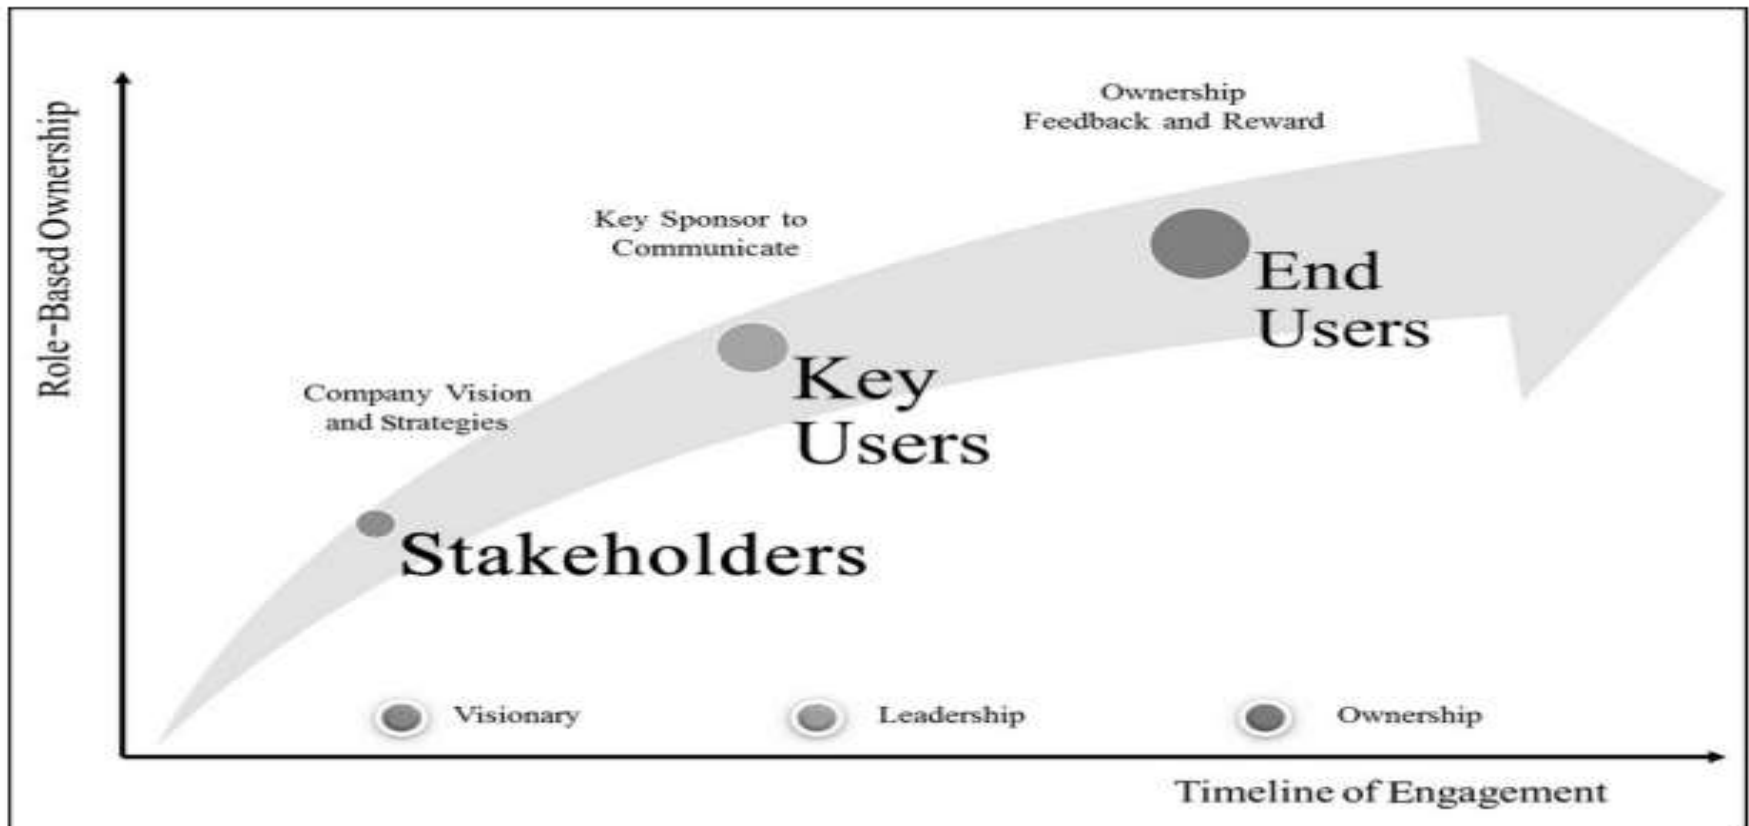 Role-Based Ownership
Ownership
Feedback and Reward
Key Sponsor to
Communicate
End
Users
Company Vision
and Strategies
Key
Users
Stakeholders
Visionary
Leadership
Ownership
Timeline of Engagement